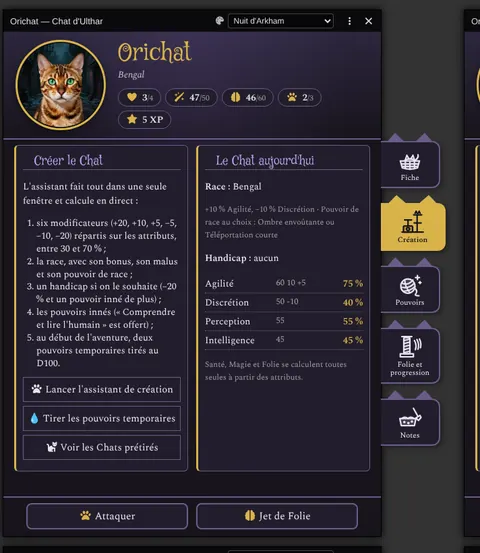 Orichat — Chat d'Ulthar
Nuit d'Arkham
Orichat
Bengal
3/4
47/50
46/60
2/3
5 XP
Créer le Chat
L'assistant fait tout dans une seule
fenêtre et calcule en direct :
1. six modificateurs (+20, +10, +5, −5,
−10, −20) répartis sur les attributs,
entre 30 et 70 % ;
2. la race, avec son bonus, son malus
et son pouvoir de race ;
3. un handicap si on le souhaite (−20
% et un pouvoir inné de plus) ;
4. les pouvoirs innés (« Comprendre
et lire l'humain » est offert) ;
5. au début de l'aventure, deux
pouvoirs temporaires tirés au
D100.
Lancer l'assistant de création
Tirer les pouvoirs temporaires
Voir les Chats prétirés
Le Chat aujourd'hui
Race : Bengal
+10 % Agilité, −10 % Discrétion · Pouvoir de
race au choix : Ombre envoûtante ou
Téléportation courte
Handicap : aucun
Agilité 60 10 +5 75 %
Discrétion 50 -10 40 %
Perception 55 55 %
Intelligence 45 45 %
Santé, Magie et Folie se calculent toutes
seules à partir des attributs.
Fiche
Création
Pouvoirs
Folie et
progression
Notes
Attaquer
Jet de Folie